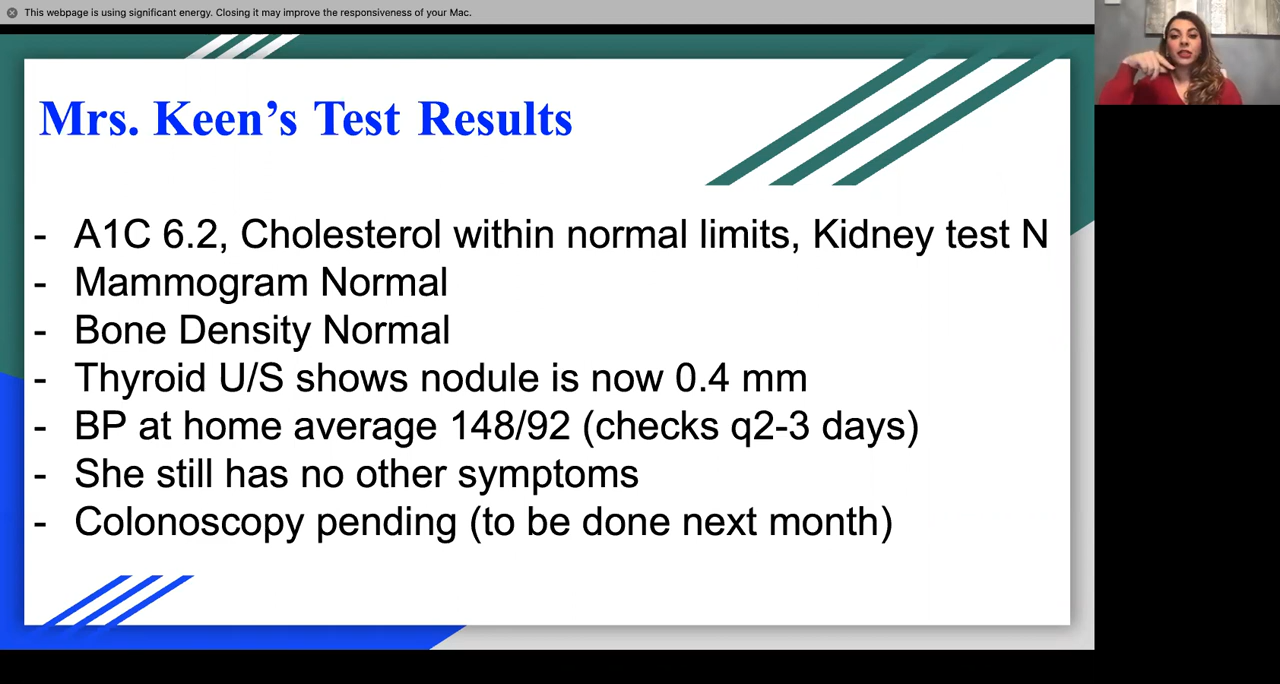 This webpage is using significant energy. Closing it may improve the responsiveness of your Mac.
Mrs. Keen's Test Results
- A1C 6.2, Cholesterol within normal limits, Kidney test N
- Mammogram Normal
- Bone Density Normal
- Thyroid U/S shows nodule is now 0.4 mm
- BP at home average 148/92 (checks q2-3 days)
- She still has no other symptoms
- Colonoscopy pending (to be done next month)